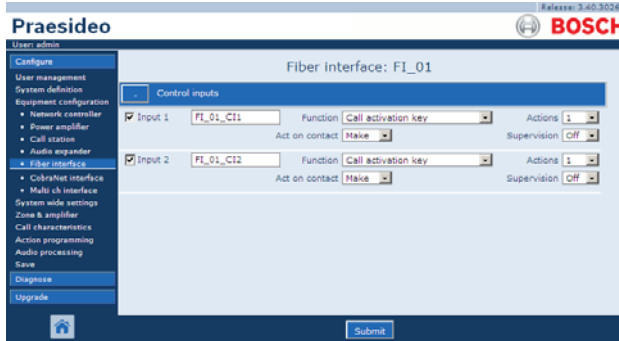 Release: 3.40.3024
Praesideo
BOSCH
User: admin
Configure
User management
System definition
Equipment configuration
• Network controller
• Power amplifier
• Call station
• Audio expander
• Fiber interface
• CobraNet interface
• Multi ch interface
System wide settings
Zone & amplifier
Call characteristics
Action programming
Audio processing
Save
Diagnose
Upgrade
Fiber interface: FI_01
- Control inputs
Input 1 FI_01_CI1 Function Call activation key Actions 1
Act on contact Make Supervision Off
Input 2 FI_01_CI2 Function Call activation key Actions 1
Act on contact Make Supervision Off
Submit